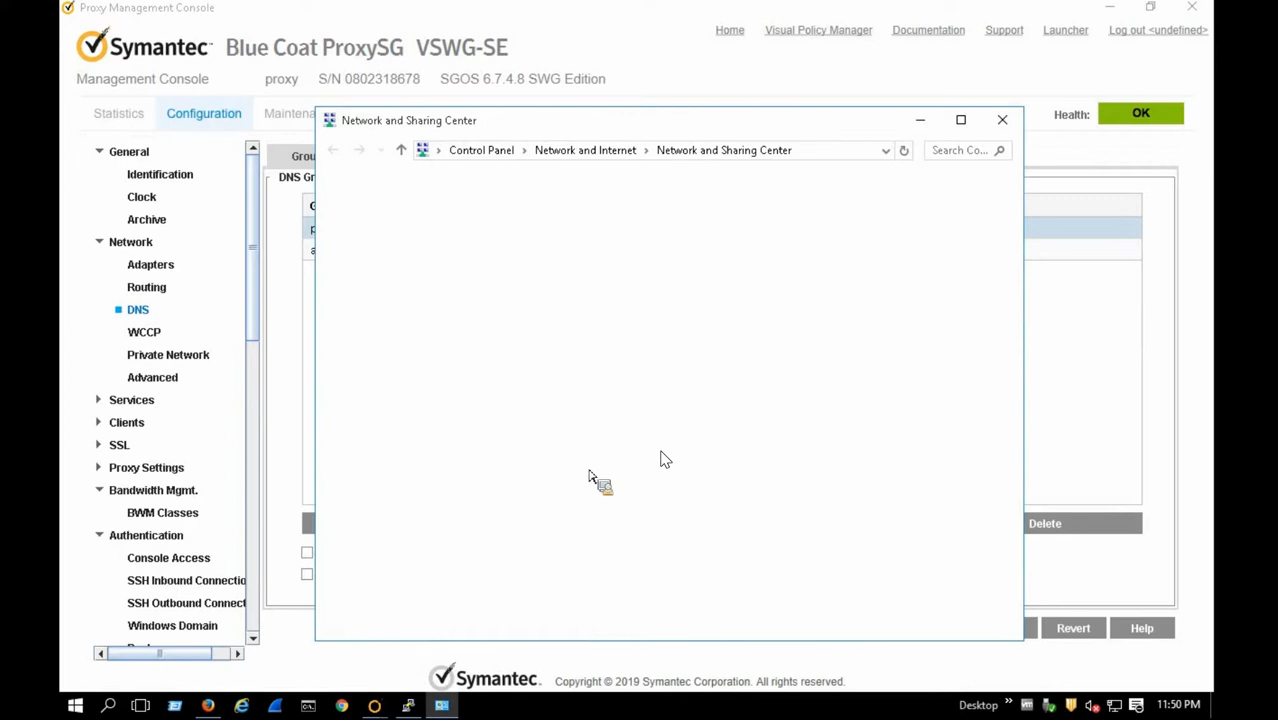 Proxy Management Console
Symantec Blue Coat ProxySG VSWG-SE
Home Visual Policy Manager Documentation Support Launcher Log out <undefined>
Management Console proxy S/N 0802318678 SGOS 6.7.4.8 SWG Edition
Statistics Configuration Maintena Health: OK
Network and Sharing Center
Control Panel > Network and Internet > Network and Sharing Center Search Co...
General
Identification
Clock
Archive
Network
Adapters
Routing
DNS
WCCP
Private Network
Advanced
Services
Clients
SSL
Proxy Settings
Bandwidth Mgmt.
BWM Classes
Authentication
Console Access
SSH Inbound Connectio
SSH Outbound Connect
Windows Domain
Grou
DNS Gr
G
p
a
Delete
Revert Help
Symantec. Copyright © 2019 Symantec Corporation. All rights reserved.
Desktop 11:50 PM